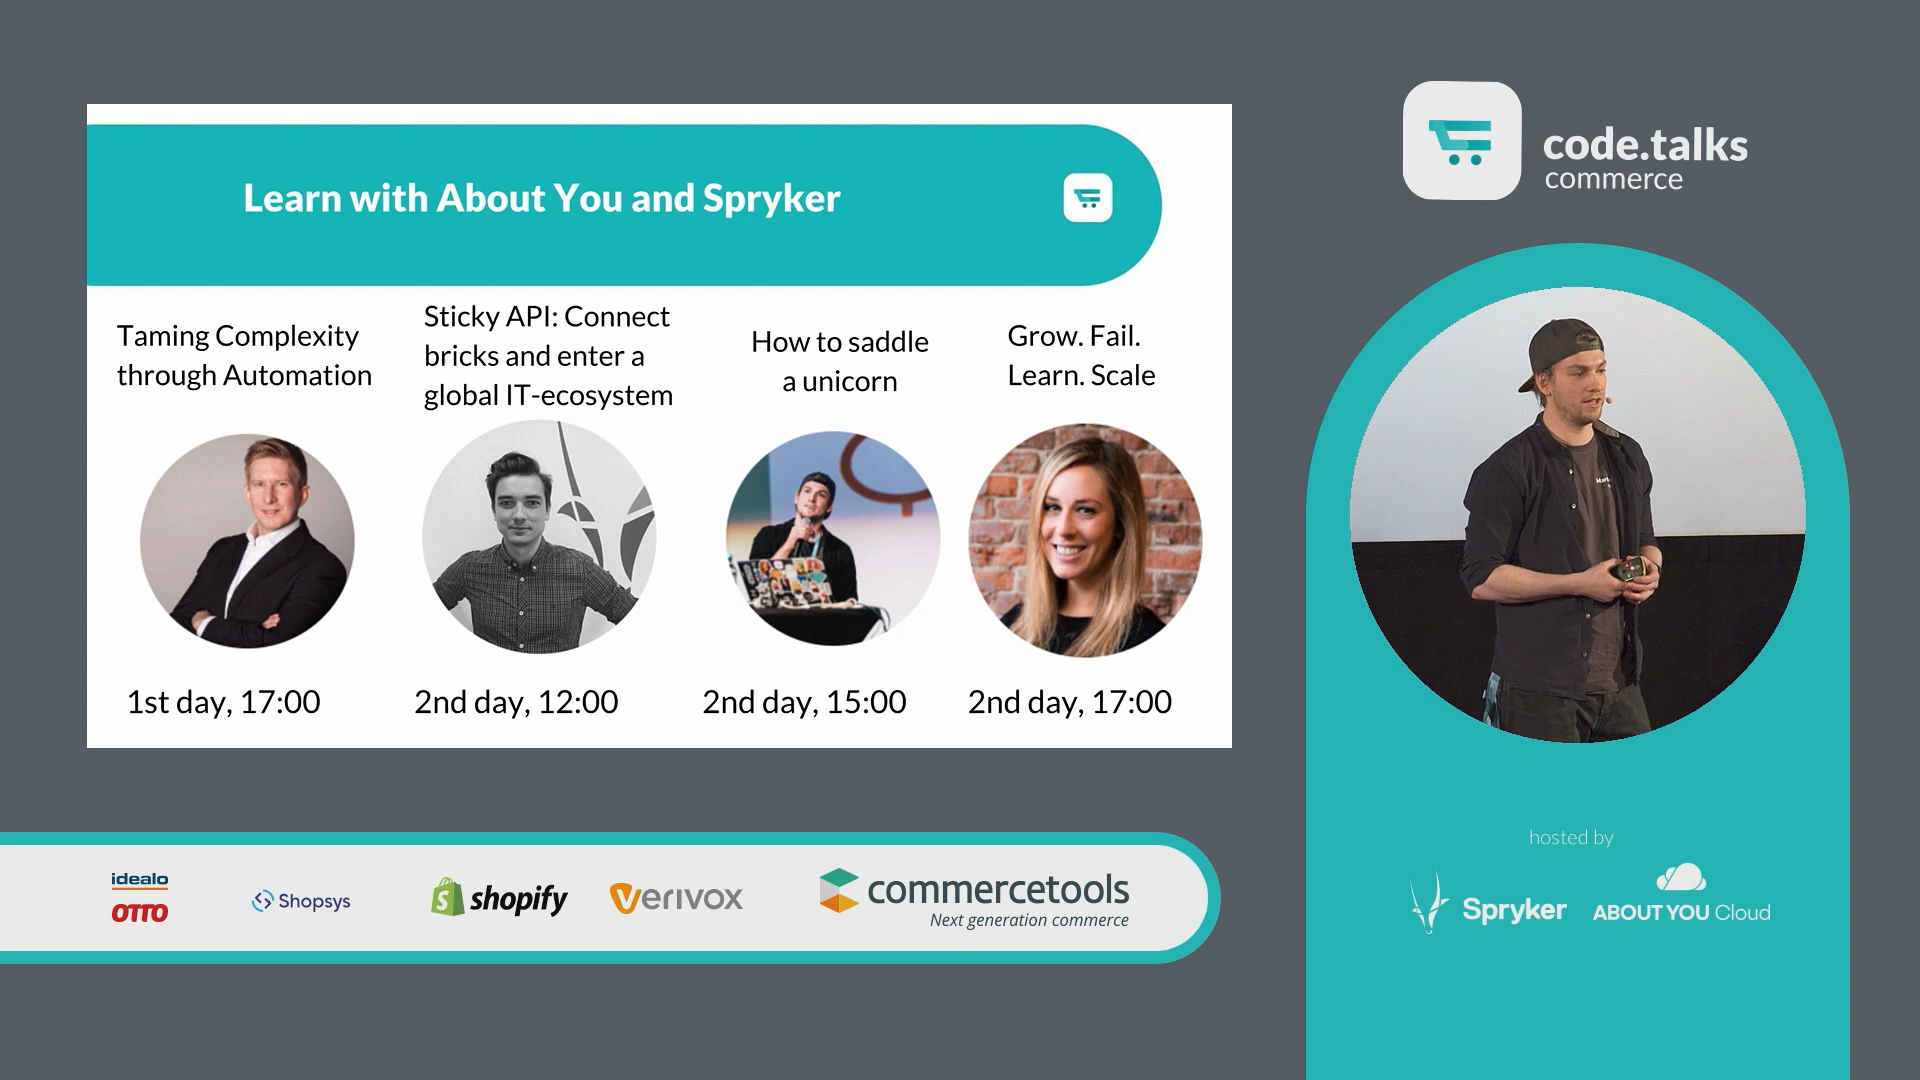 code.talks
commerce
Learn with About You and Spryker
Taming Complexity
through Automation
Sticky API: Connect
bricks and enter a
global IT-ecosystem
How to saddle
a unicorn
Grow. Fail.
Learn. Scale
1st day, 17:00
2nd day, 12:00
2nd day, 15:00
2nd day, 17:00
hosted by
Spryker
ABOUT YOU Cloud
idealo
OTTO
Shopsys
shopify
verivox
commercetools
Next generation commerce